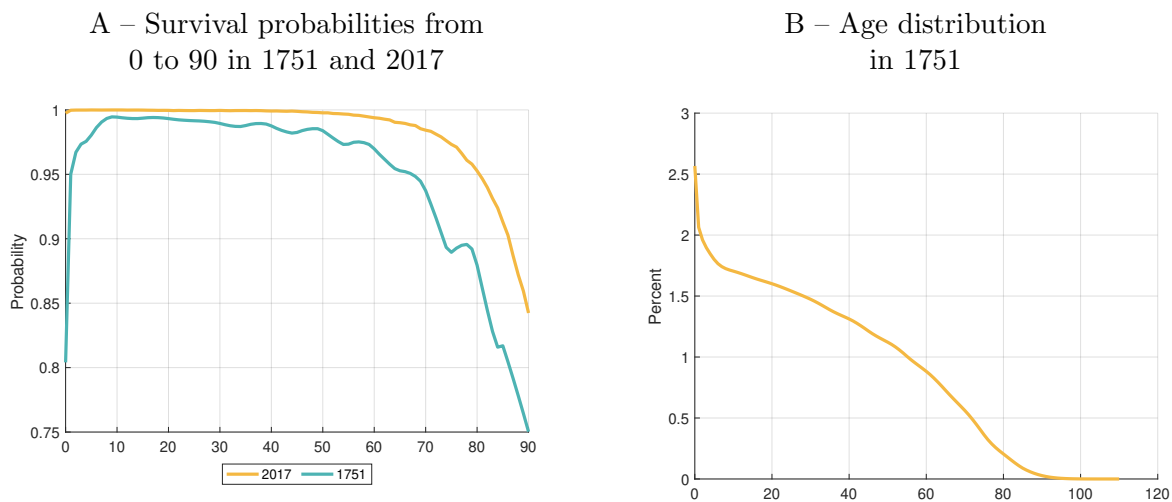 A – Survival probabilities from
0 to 90 in 1751 and 2017
1
0.95
0.9
0.85
0.8
0.75
Probability
0 10 20 30 40 50 60 70 80 90
2017 1751
B – Age distribution
in 1751
3
2.5
2
1.5
1
0.5
0
Percent
0 20 40 60 80 100 120